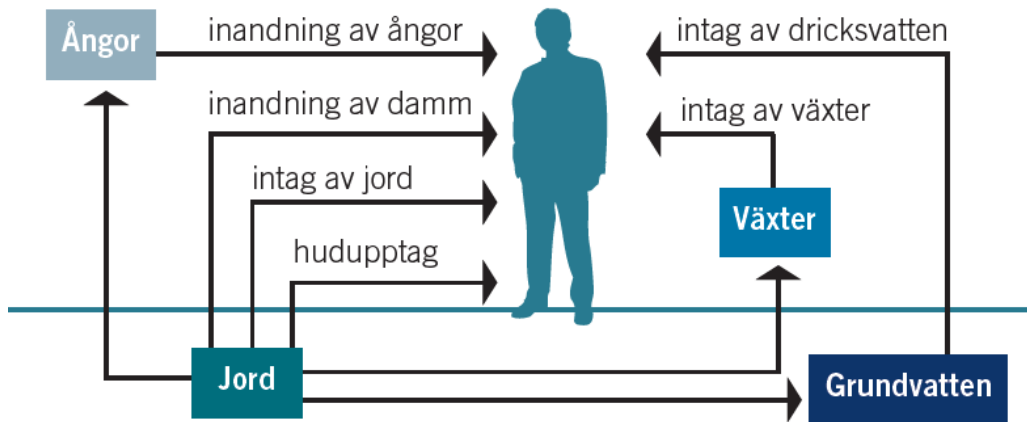 Ångor
inandning av ångor
intag av dricksvatten
inandning av damm
intag av växter
intag av jord
Växter
hudupptag
Jord
Grundvatten